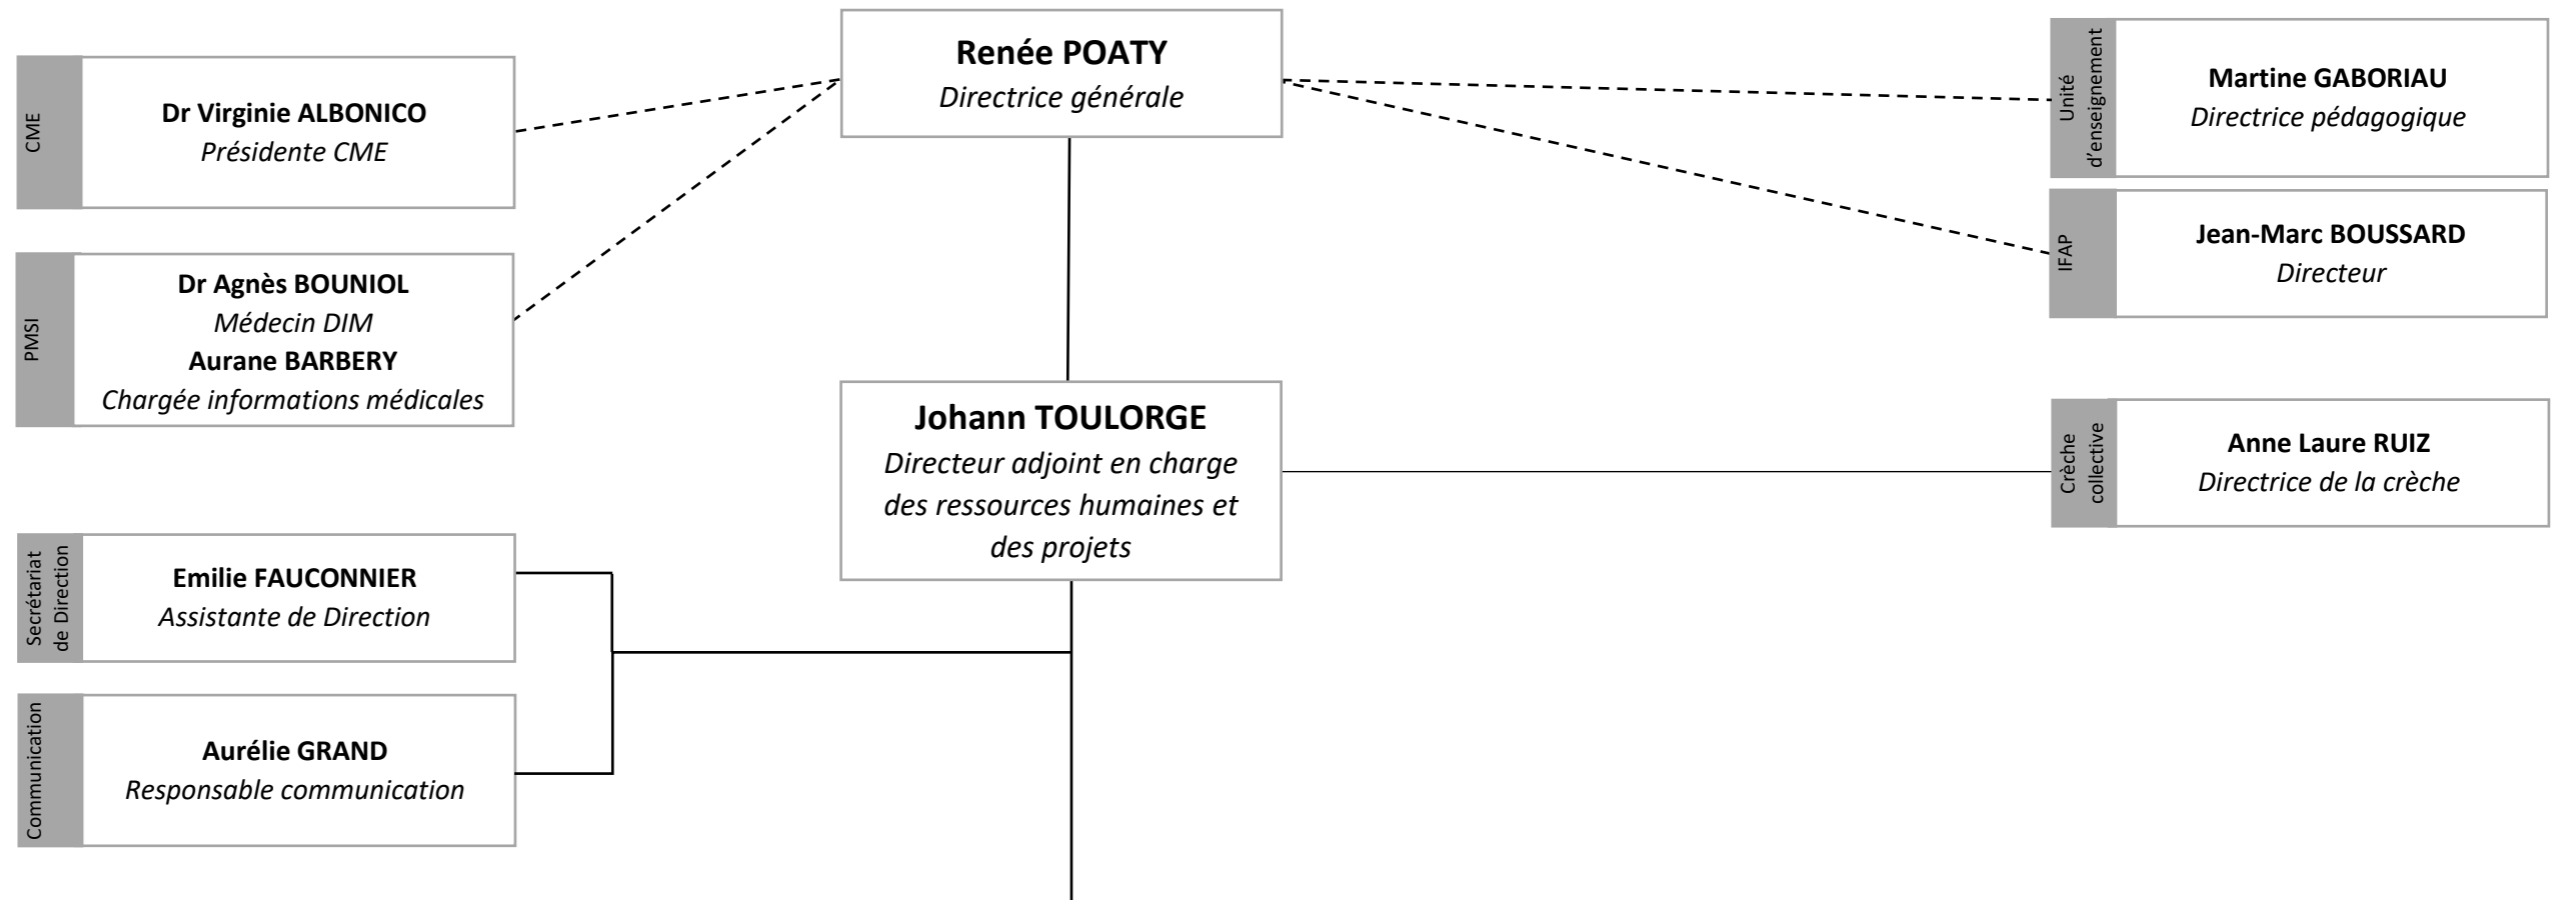 Renée POATY
Directrice générale
CME
Dr Virginie ALBONICO
Présidente CME
PMSI
Dr Agnès BOUNIOL
Médecin DIM
Aurane BARBERY
Chargée informations médicales
Unité
d'enseignement
Martine GABORIAU
Directrice pédagogique
IFAP
Jean-Marc BOUSSARD
Directeur
Johann TOULORGE
Directeur adjoint en charge
des ressources humaines et
des projets
Crèche
collective
Anne Laure RUIZ
Directrice de la crèche
Secrétariat
de Direction
Emilie FAUCONNIER
Assistante de Direction
Communication
Aurélie GRAND
Responsable communication